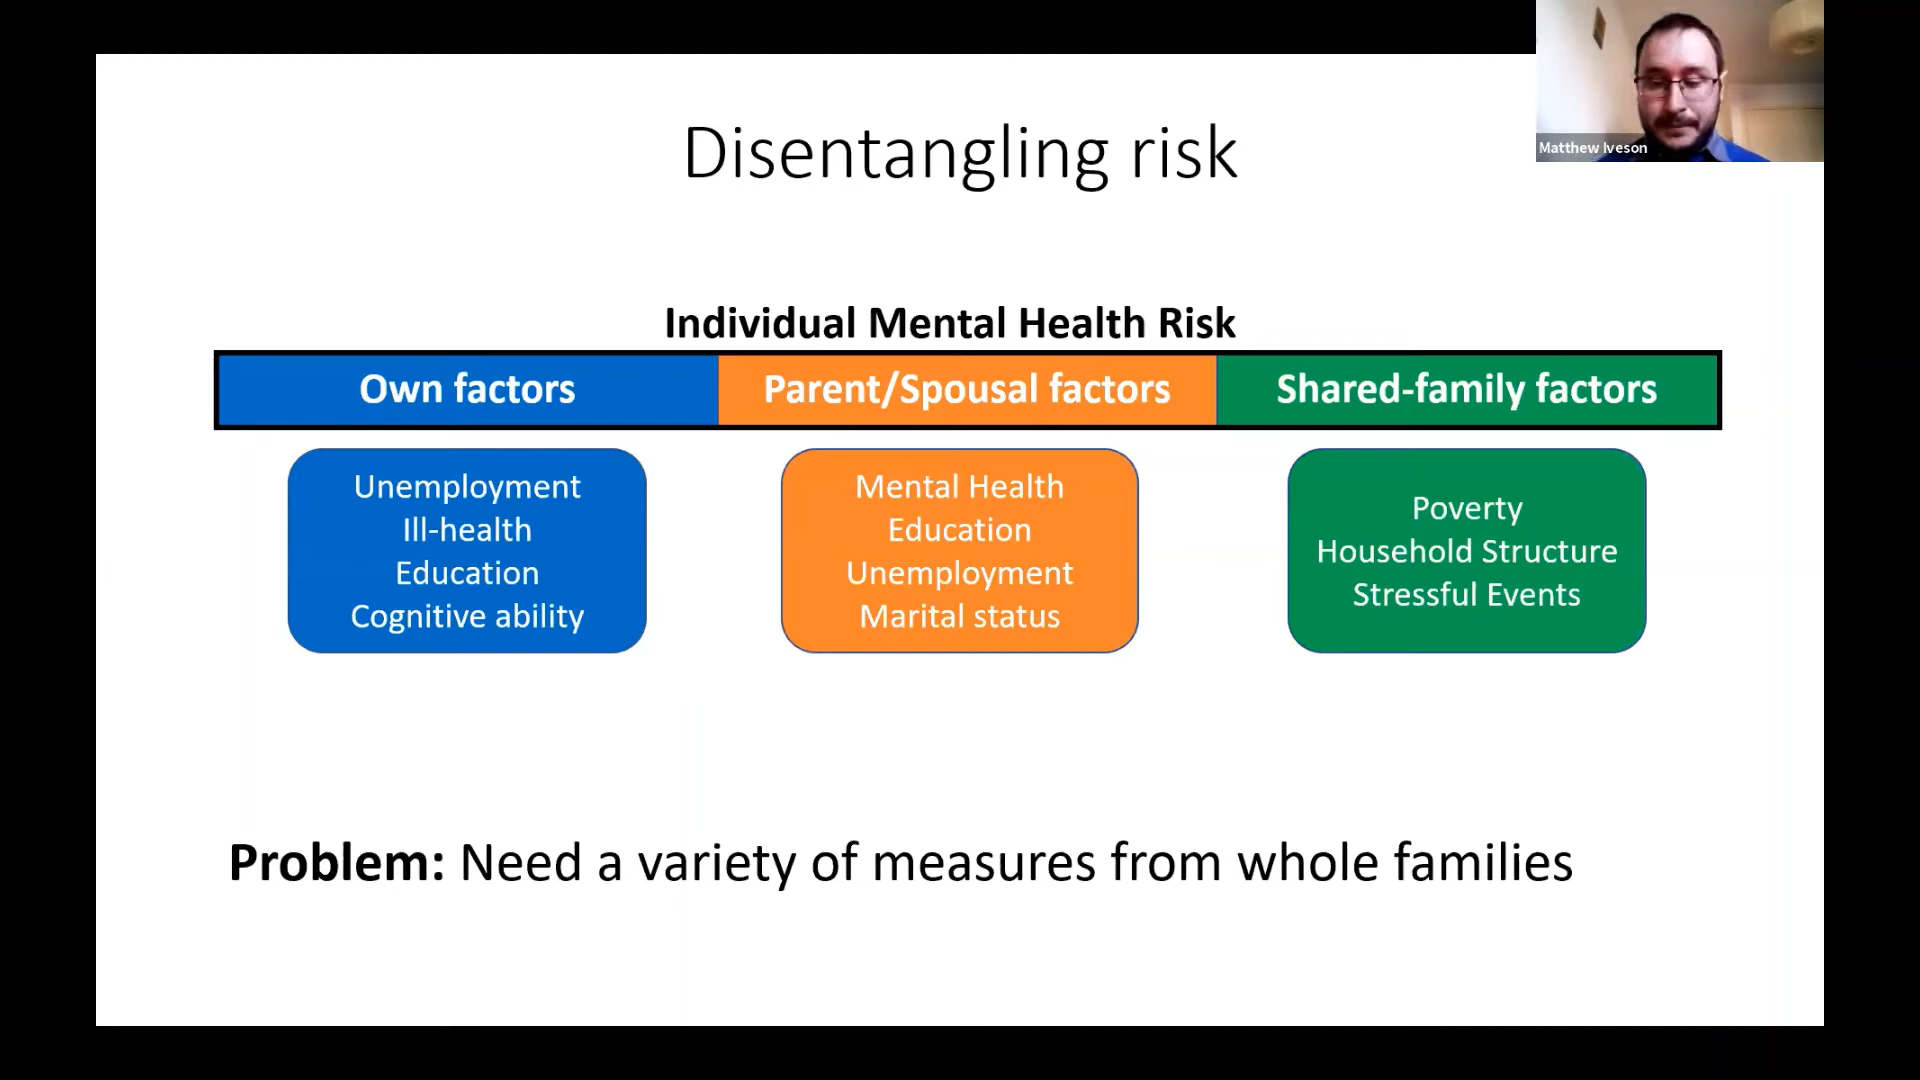 Disentangling risk
Matthew Iveson
Individual Mental Health Risk
Own factors
Parent/Spousal factors
Shared-family factors
Unemployment
Ill-health
Education
Cognitive ability
Mental Health
Education
Unemployment
Marital status
Poverty
Household Structure
Stressful Events
Problem: Need a variety of measures from whole families